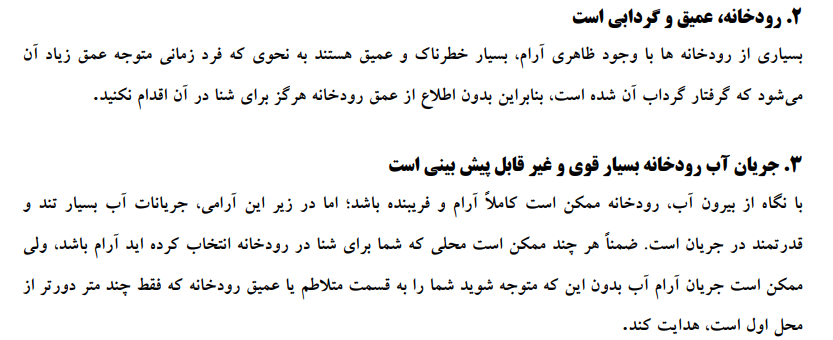 ۲. رودخانه، عمیق و گردابی است
بسیاری از رودخانه ها با وجود ظاهری آرام، بسیار خطرناک و عمیق هستند به نحوی که فرد زمانی متوجه عمق زیاد آن
می‌شود که گرفتار گرداب آن شده است، بنابراین بدون اطلاع از عمق رودخانه هرگز برای شنا در آن اقدام نکنید.
۳. جریان آب رودخانه بسیار قوی و غیر قابل پیش بینی است
با نگاه از بیرون آب، رودخانه ممکن است کاملاً آرام و فریبنده باشد؛ اما در زیر این آرامی، جریانات آب بسیار تند و
قدرتمند در جریان است. ضمناً هر چند ممکن است محلی که شما برای شنا در رودخانه انتخاب کرده اید آرام باشد، ولی
ممکن است جریان آرام آب بدون این که متوجه شوید شما را به قسمت متلاطم یا عمیق رودخانه که فقط چند متر دورتر از
محل اول است، هدایت کند.